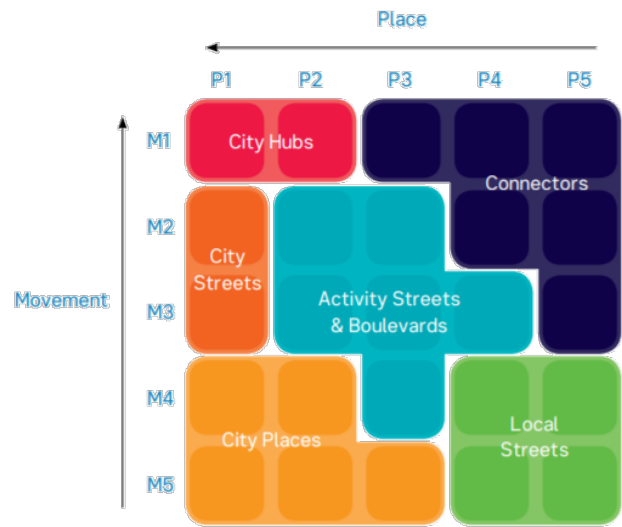 Place
P1 P2 P3 P4 P5
M1
City Hubs
Connectors
M2
City
Streets
Movement
M3
Activity Streets
& Boulevards
M4
City Places
Local
Streets
M5